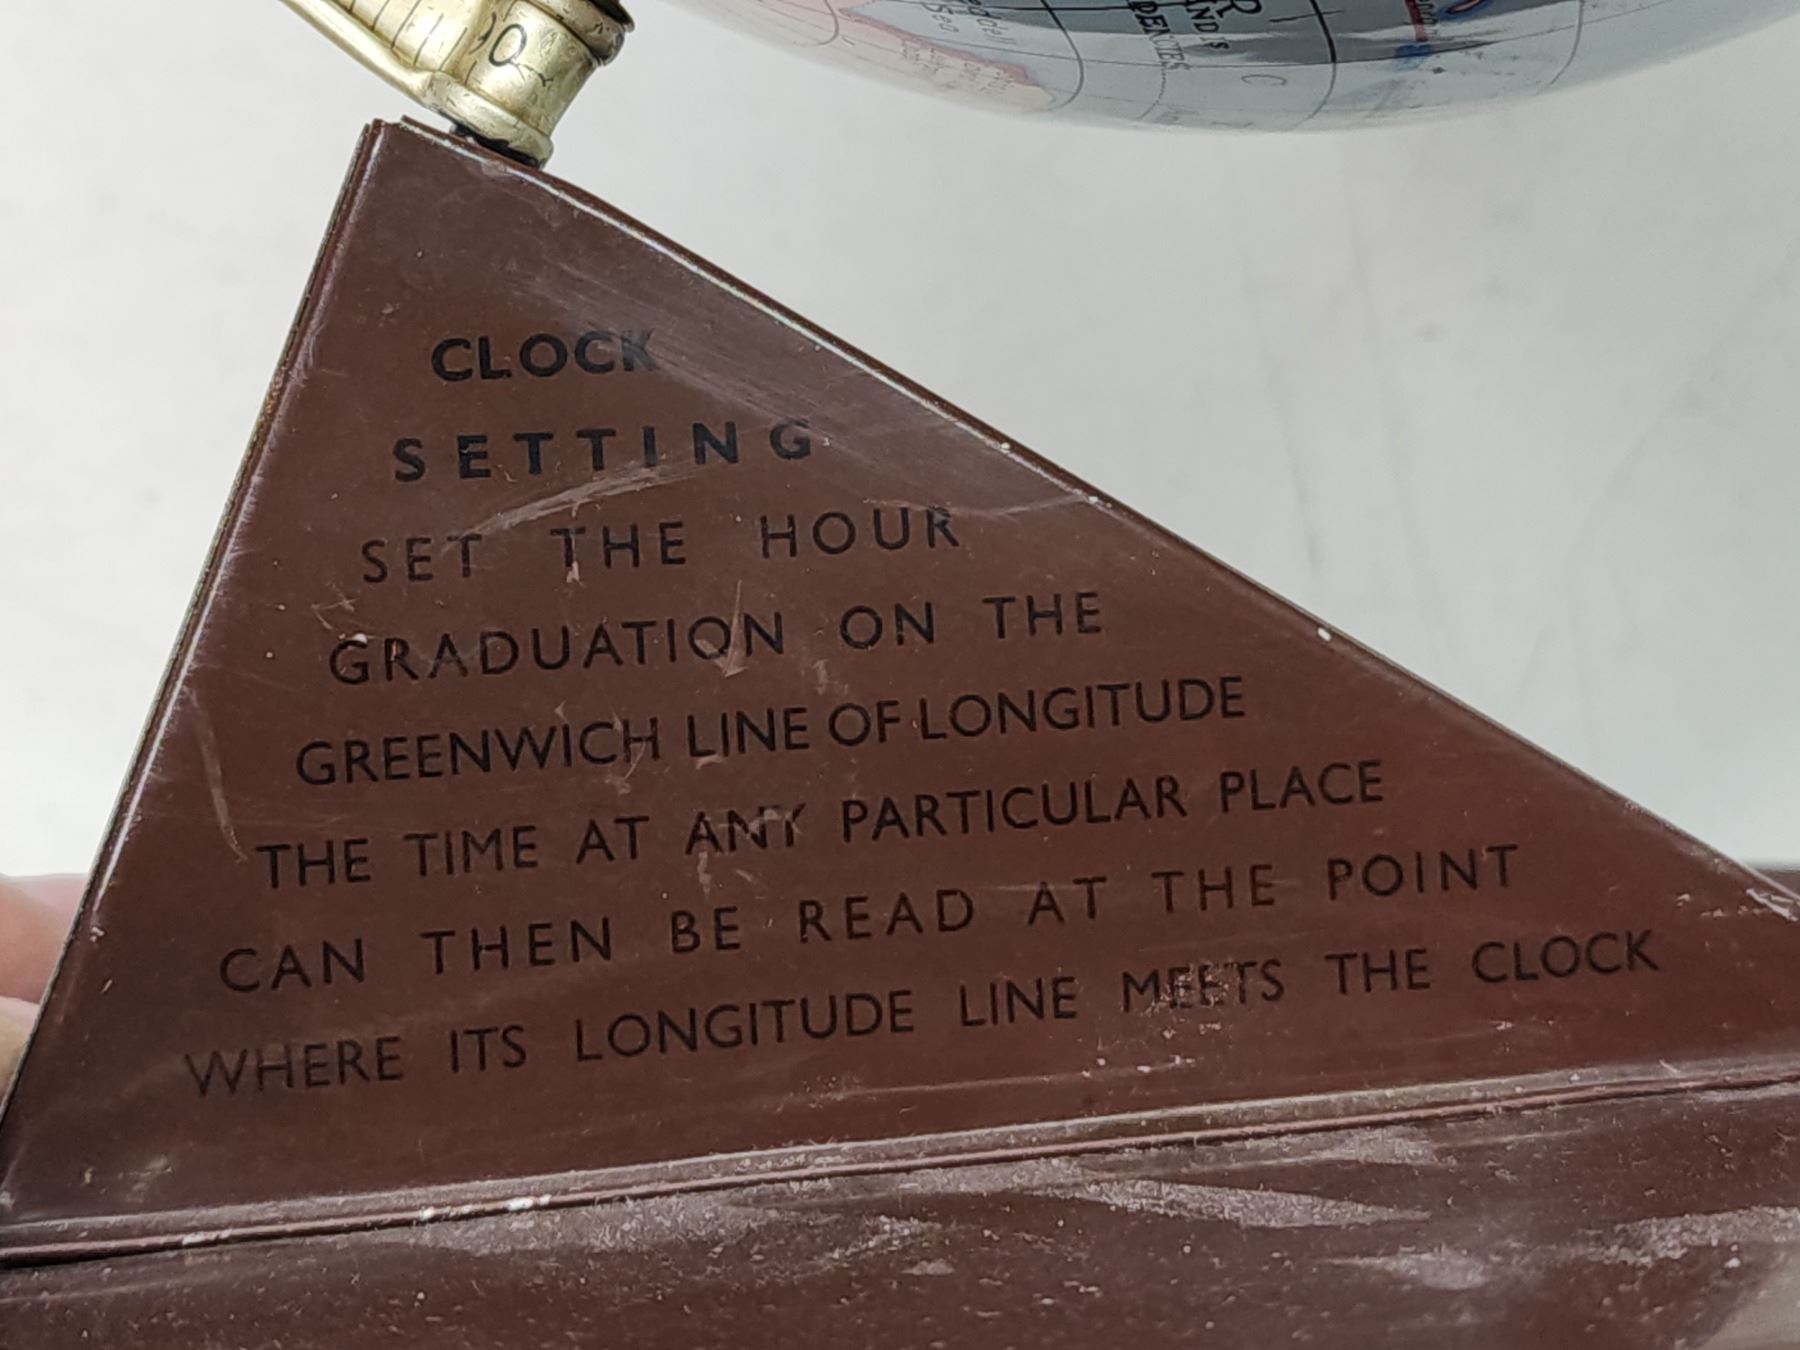 CLOCK
SETTING
SET THE HOUR
GRADUATION ON THE
GREENWICH LINE OF LONGITUDE
THE TIME AT ANY PARTICULAR PLACE
CAN THEN BE READ AT THE POINT
WHERE ITS LONGITUDE LINE MEETS THE CLOCK